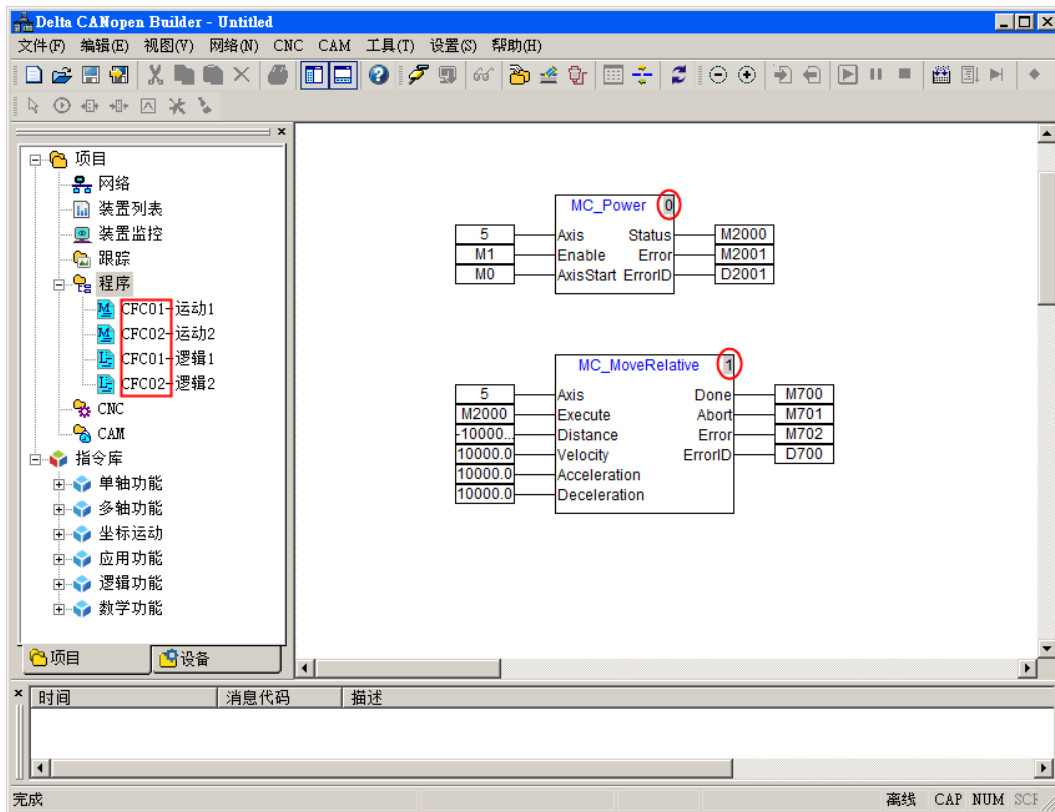 Delta CANopen Builder - Untitled
文件(F) 编辑(E) 视图(V) 网络(N) CNC CAM 工具(T) 设置(S) 帮助(H)
项目
网络
装置列表
装置监控
跟踪
程序
CFC01-运动1
CFC02-运动2
CFC01-逻辑1
CFC02-逻辑2
CNC
CAM
指令库
单轴功能
多轴功能
坐标运动
应用功能
逻辑功能
数学功能
项目 设备
MC_Power 0
5 Axis Status M2000
M1 Enable Error M2001
M0 AxisStart ErrorID D2001
MC_MoveRelative 1
5 Axis Done M700
M2000 Execute Abort M701
-10000... Distance Error M702
10000.0 Velocity ErrorID D700
10000.0 Acceleration
10000.0 Deceleration
时间 消息代码 描述
完成 离线 CAP NUM SCF